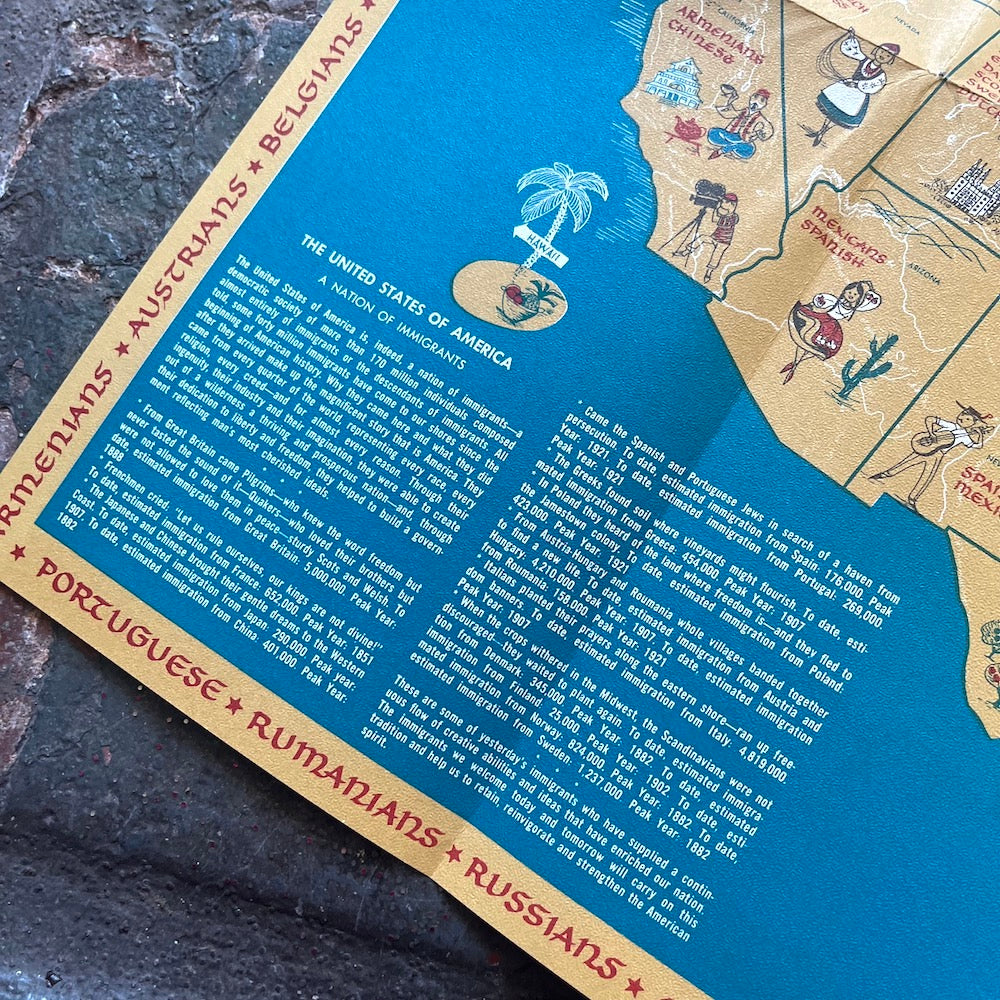 BELGIANS ★
AUSTRIANS ★
ARMENIANS ★
★ PORTUGUESE ★ RUMANIANS ★ RUSSIANS ★
CALIFORNIA
ARMENIANS
CHINESE
NEVADA
HAWAII
MEXICANS
SPANISH
ARIZONA
THE UNITED STATES OF AMERICA
A NATION OF IMMIGRANTS
The United States of America is, indeed, a nation of immigrants—a
democratic society of more than 170 million individuals composed
almost entirely of immigrants or the descendants of immigrants. All
told, some forty million immigrants have come to our shores since the
beginning of American history. Why they came here and what they did
after they arrived make up the magnificent story that is America. They
came from every quarter of the world, representing every race, every
religion, every creed—and for almost every reason. Through their
ingenuity, their industry and their imagination they were able to create
out of a wilderness a thriving and prosperous nation—and, through
their dedication to liberty and freedom, they helped to build a govern-
ment reflecting man's most cherished ideals.
• From Great Britain came Pilgrims—who knew the word freedom but
never tasted the sound of it—Quakers—who loved their brothers but
were not allowed to love them in peace—sturdy Scots and Welsh. To
date, estimated immigration from Great Britain: 5,000,000. Peak Year:
1888
• Frenchmen cried: "Let us rule ourselves, our kings are not divine!"
To date, estimated immigration from France: 652,000. Peak Year: 1851
• The Japanese and Chinese brought their gentle dreams to the Western
Coast. To date, estimated immigration from Japan: 290,000. Peak year:
1907. To date, estimated immigration from China: 401,000. Peak Year:
1882
• Came the Spanish and Portuguese Jews in search of a haven from
persecution. To date, estimated immigration from Spain: 176,000. Peak
Year: 1921. To date, estimated immigration from Portugal: 269,000.
Peak Year: 1921
• The Greeks found soil where vineyards might flourish. To date, esti-
mated immigration from Greece: 454,000. Peak Year: 1907.
• In Poland they heard of the land where freedom is—and they fled to
the Jamestown colony. To date, estimated immigration from Poland:
423,000. Peak Year: 1921
• From Austria-Hungary and Roumania whole villages banded together
to find a new life. To date, estimated immigration from Austria and
Hungary: 4,210,000. Peak Year: 1907. To date, estimated immigration
from Roumania: 158,000. Peak Year: 1921
• Italians planted their prayers along the eastern shore—ran up free-
dom banners. To date, estimated immigration from Italy: 4,819,000.
Peak Year: 1907
• When the crops withered in the Midwest, the Scandinavians were not
discouraged—they waited to plant again. To date, estimated immigra-
tion from Denmark: 345,000. Peak Year: 1882. To date, estimated
immigration from Finland: 25,000. Peak Year: 1902. To date, esti-
mated immigration from Norway: 824,000. Peak Year: 1882. To date,
estimated immigration from Sweden: 1,237,000. Peak Year: 1882
These are some of yesterday's immigrants who have supplied a contin-
uous flow of creative abilities and ideas that have enriched our nation.
The immigrants we welcome today and tomorrow will carry on this
tradition and help us to retain, reinvigorate and strengthen the American
spirit.